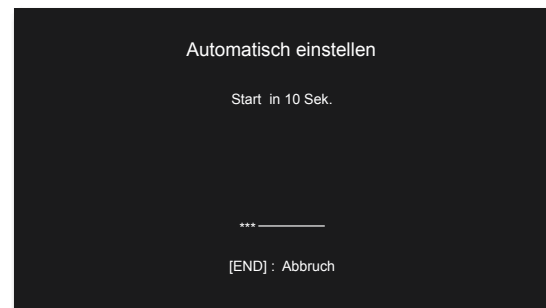 Automatisch einstellen
Start in 10 Sek.
***
[END] : Abbruch